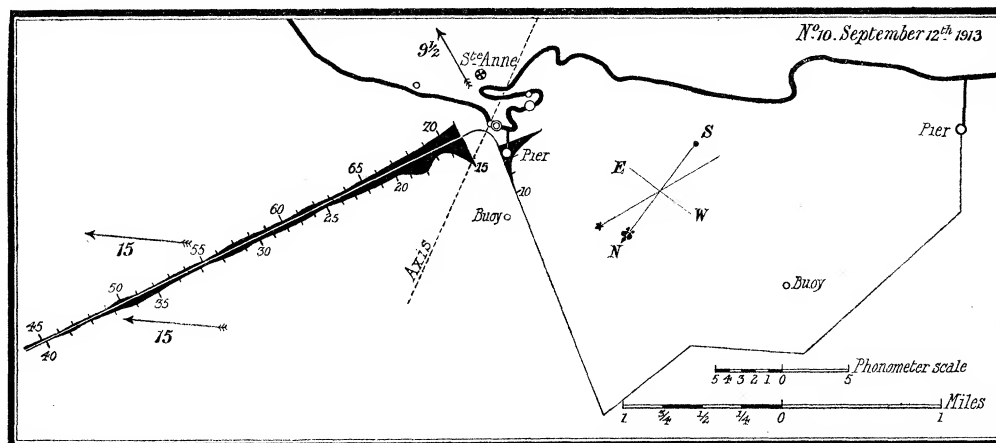 Nº10. September 12th 1913
9½
Ste Anne
Pier
S
E
W
N
70
65
60
55
50
45
15
20
25
30
35
40
10
Pier
Buoy
Axis
15
15
Buoy
5 4 3 2 1 0 5 Phonometer scale
1 ¾ ½ ¼ 0 1 Miles